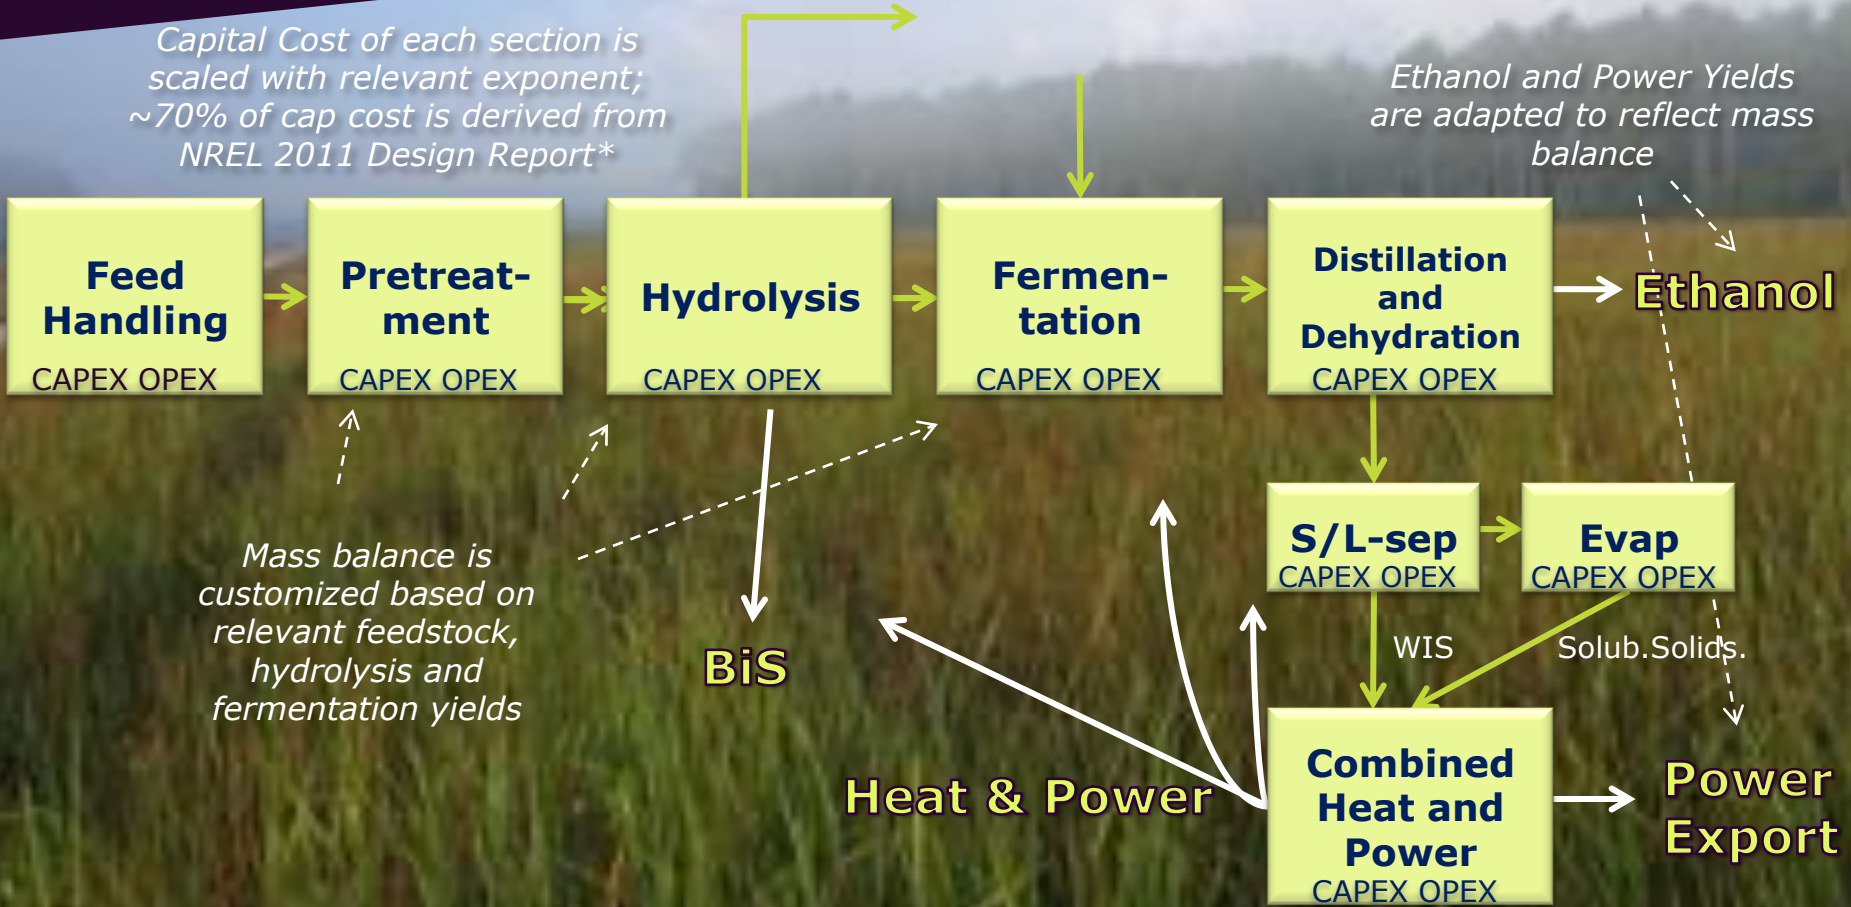 Capital Cost of each section is
scaled with relevant exponent;
~70% of cap cost is derived from
NREL 2011 Design Report*
Ethanol and Power Yields
are adapted to reflect mass
balance
Feed
Handling
CAPEX OPEX
Pretreat-
ment
CAPEX OPEX
Hydrolysis
CAPEX OPEX
Fermen-
tation
CAPEX OPEX
Distillation
and
Dehydration
CAPEX OPEX
Ethanol
S/L-sep
CAPEX OPEX
Evap
CAPEX OPEX
Mass balance is
customized based on
relevant feedstock,
hydrolysis and
fermentation yields
BiS
WIS
Solub.Solids.
Heat & Power
Combined
Heat and
Power
CAPEX OPEX
Power
Export